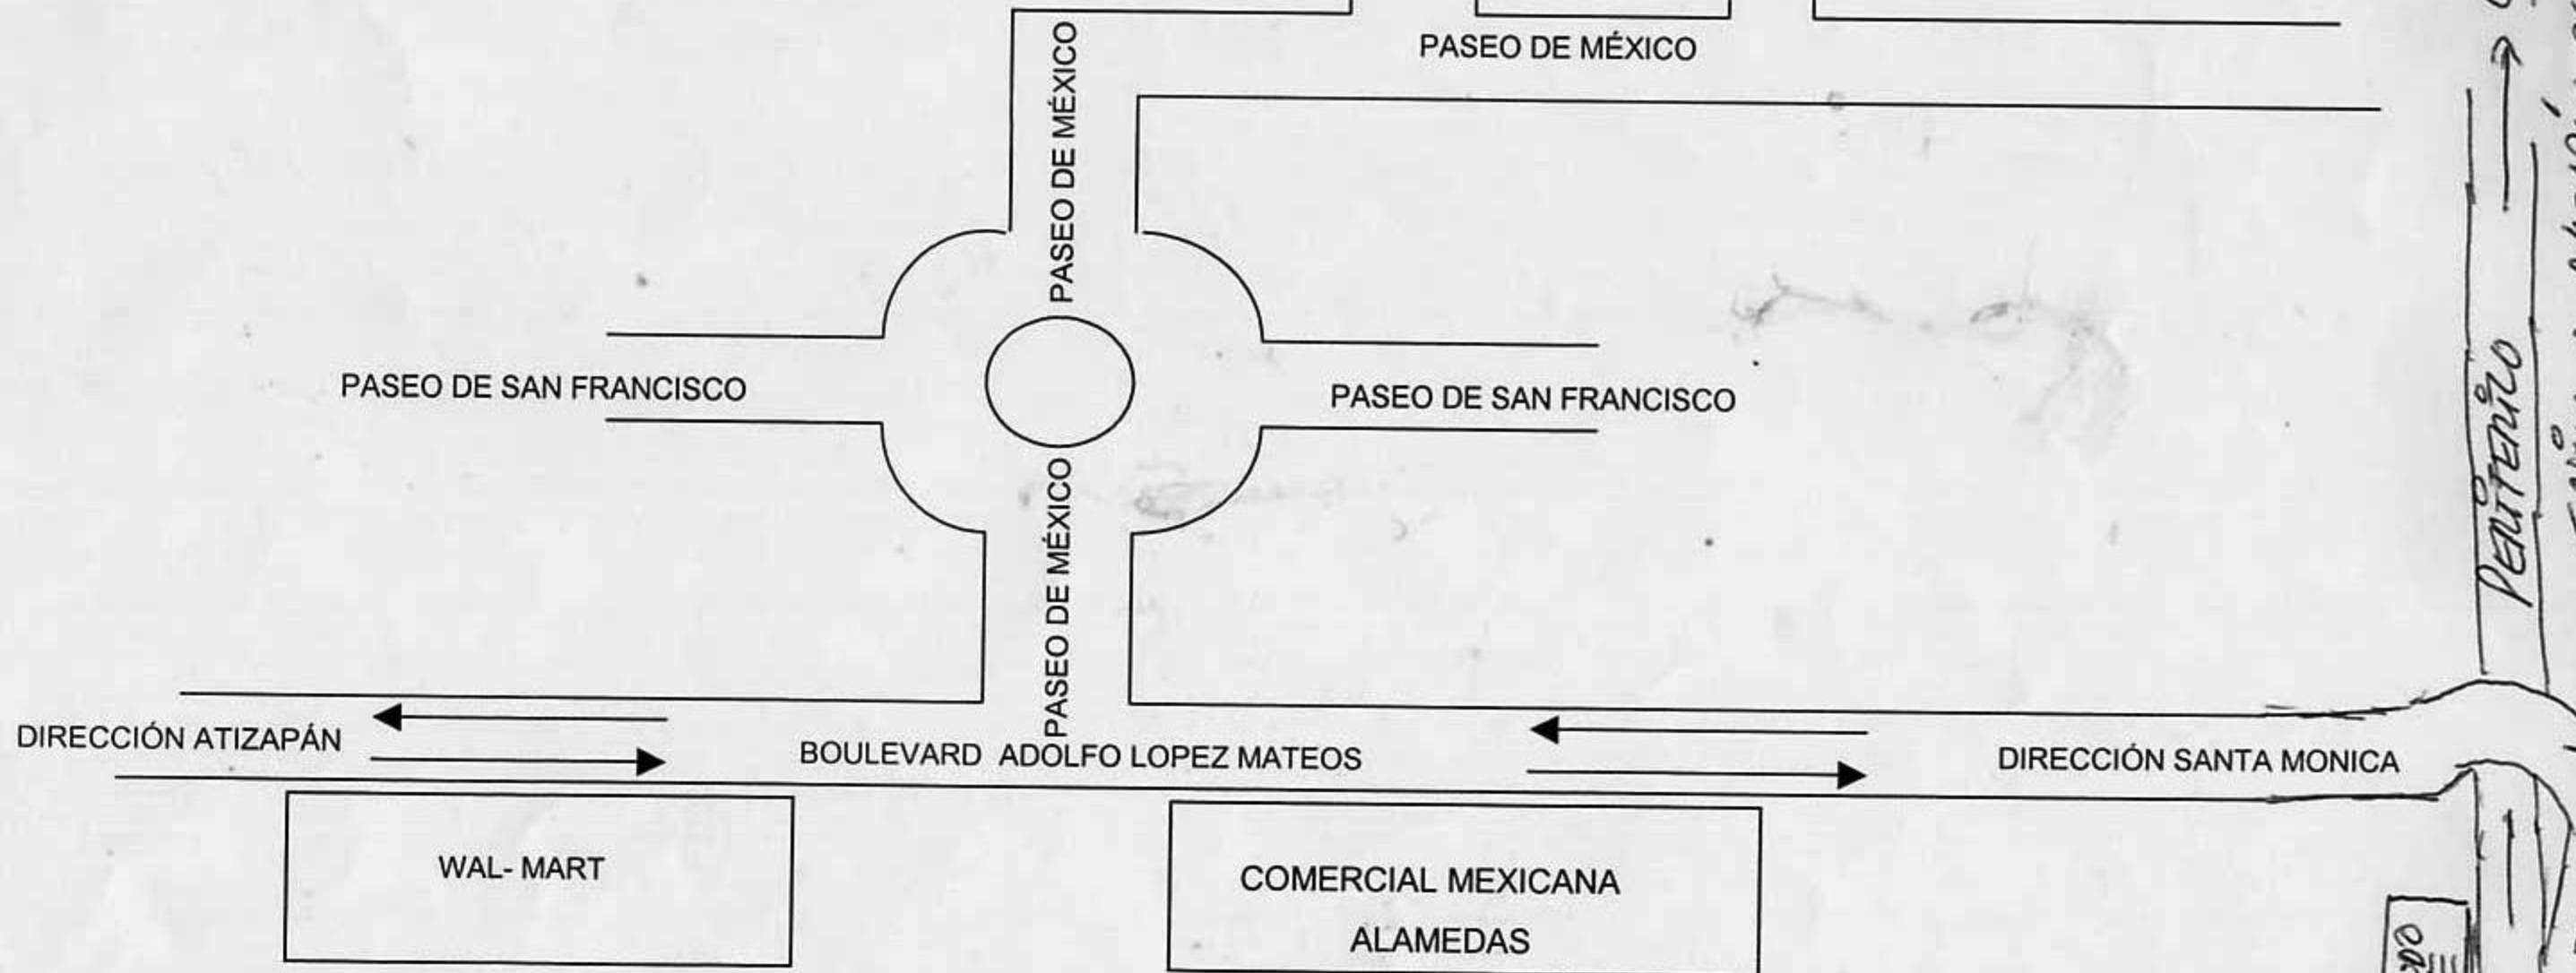 PASEO DE MÉXICO
PASEO DE MÉXICO
PASEO DE SAN FRANCISCO
PASEO DE SAN FRANCISCO
PASEO DE MÉXICO
DIRECCIÓN ATIZAPÁN
BOULEVARD ADOLFO LOPEZ MATEOS
DIRECCIÓN SANTA MONICA
WAL- MART
COMERCIAL MEXICANA
ALAMEDAS